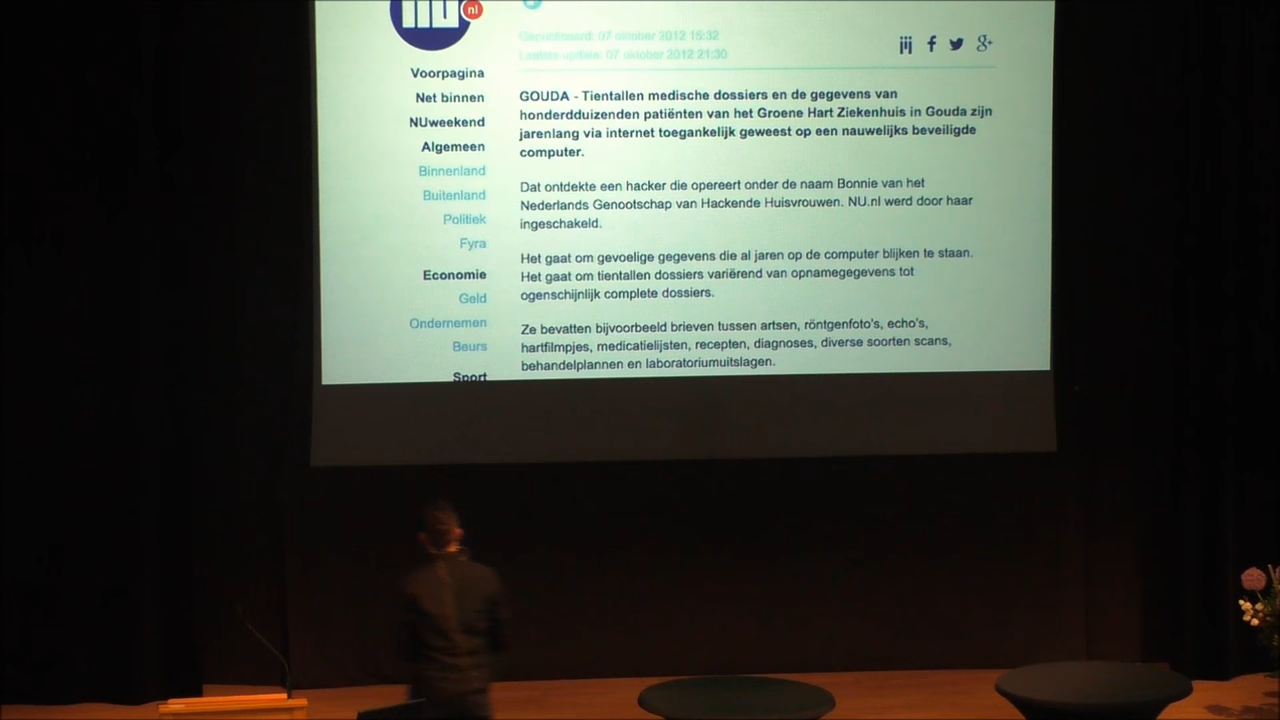 NU
nl
Gepubliceerd: 07 oktober 2012 15:32
Laatste update: 07 oktober 2012 21:30
Voorpagina
Net binnen
NUweekend
Algemeen
Binnenland
Buitenland
Politiek
Fyra
Economie
Geld
Ondernemen
Beurs
Sport
GOUDA - Tientallen medische dossiers en de gegevens van
honderdduizenden patiënten van het Groene Hart Ziekenhuis in Gouda zijn
jarenlang via internet toegankelijk geweest op een nauwelijks beveiligde
computer.
Dat ontdekte een hacker die opereert onder de naam Bonnie van het
Nederlands Genootschap van Hackende Huisvrouwen. NU.nl werd door haar
ingeschakeld.
Het gaat om gevoelige gegevens die al jaren op de computer blijken te staan.
Het gaat om tientallen dossiers variërend van opnamegegevens tot
ogenschijnlijk complete dossiers.
Ze bevatten bijvoorbeeld brieven tussen artsen, röntgenfoto's, echo's,
hartfilmpjes, medicatielijsten, recepten, diagnoses, diverse soorten scans,
behandelplannen en laboratoriumuitslagen.